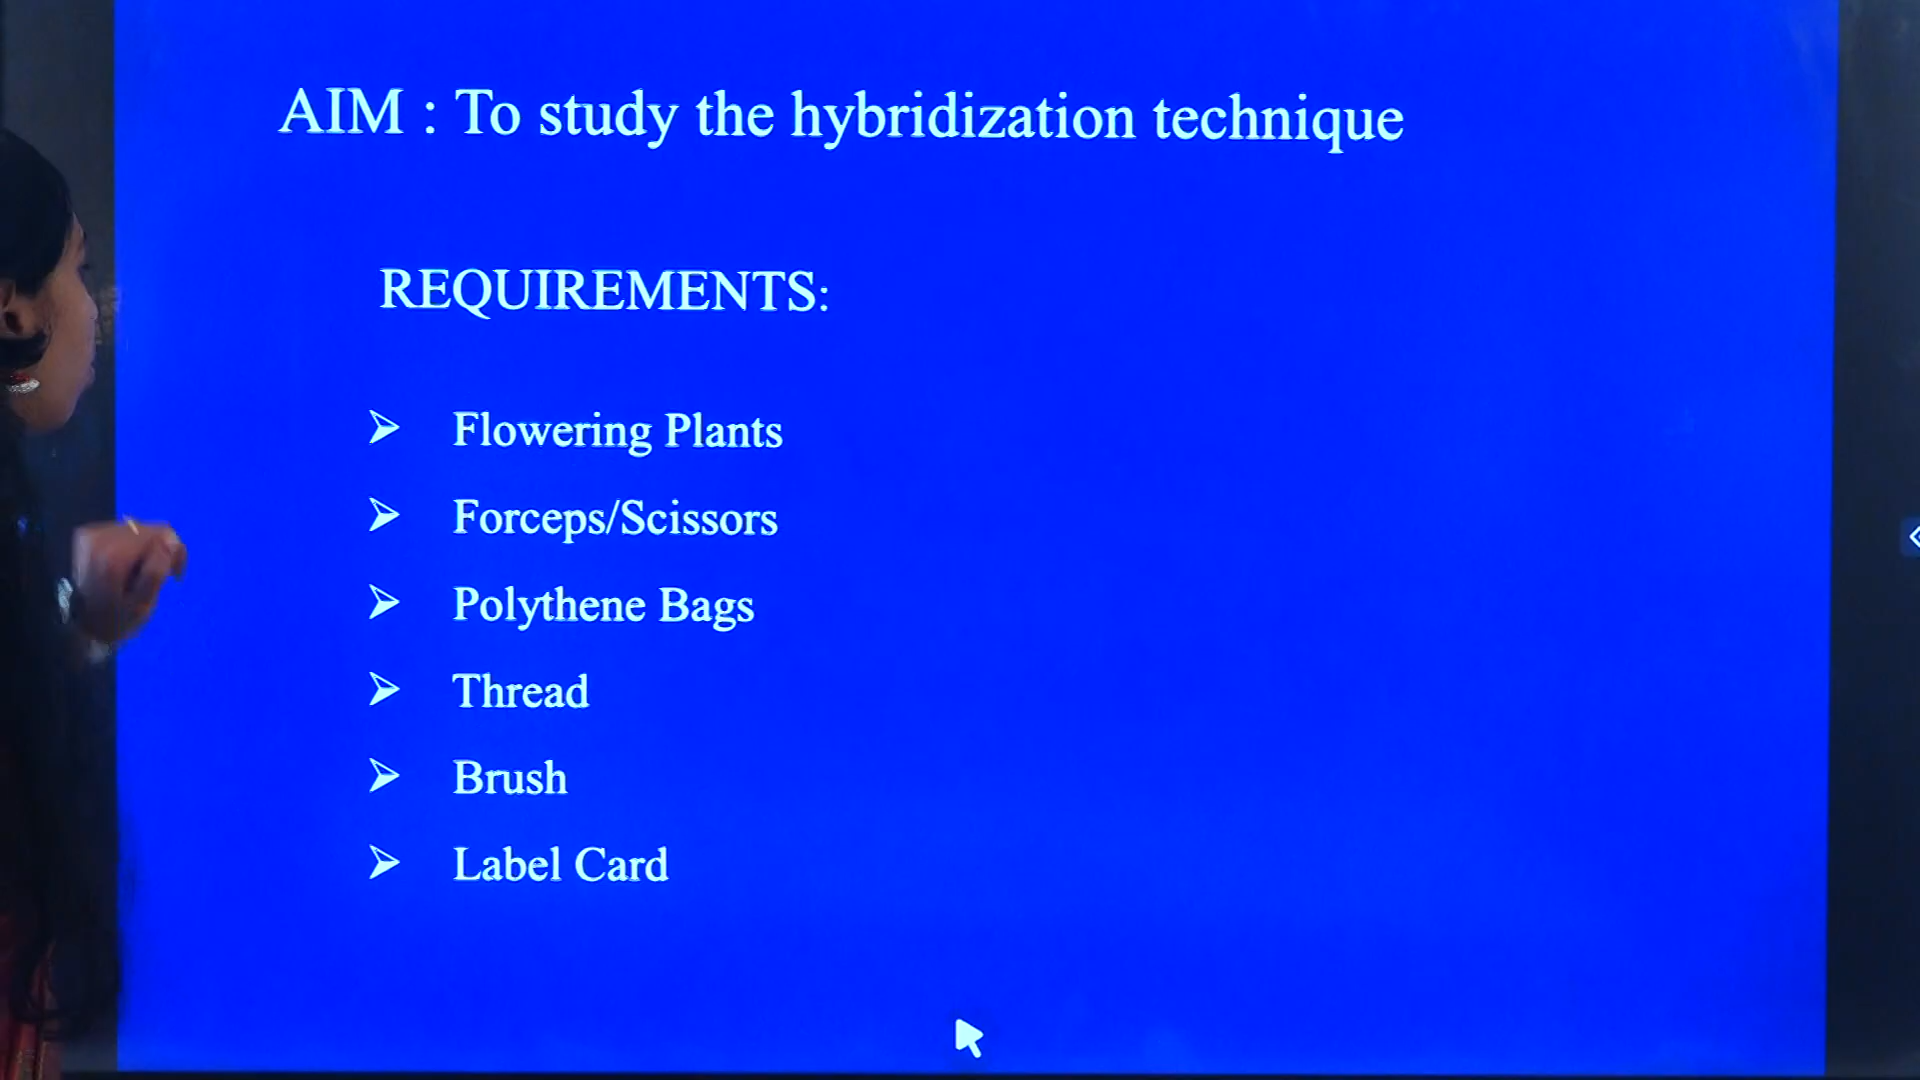 AIM : To study the hybridization technique
REQUIREMENTS:
Flowering Plants
Forceps/Scissors
Polythene Bags
Thread
Brush
Label Card